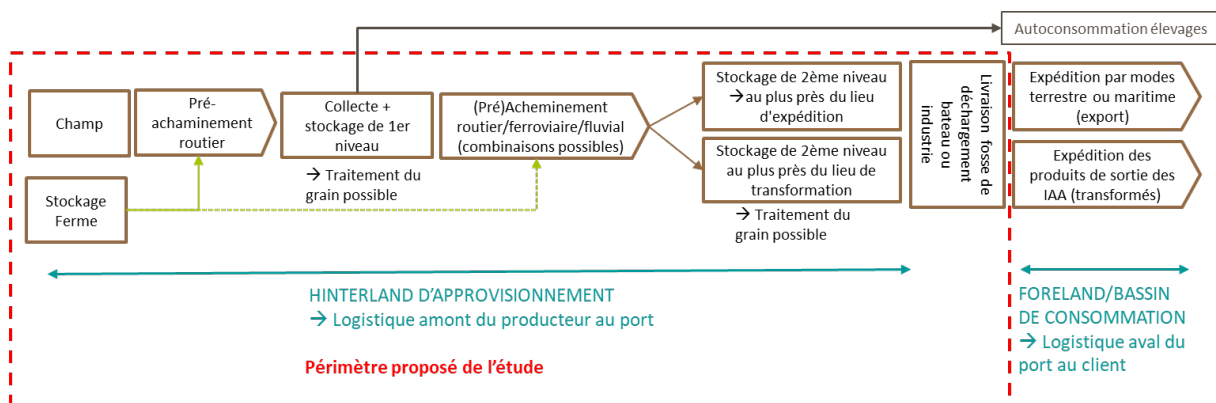 Autoconsommation élevages
Champ
Pré-
achaminement
routier
Collecte +
stockage de 1er
niveau
(Pré)Acheminement
routier/ferroviaire/fluvial
(combinaisons possibles)
Stockage de 2ème niveau
→au plus près du lieu
d'expédition
Stockage de 2ème niveau
au plus près du lieu de
transformation
Livraison fosse de
déchargement
bateau ou
industrie
Expédition par modes
terrestre ou maritime
(export)
Expédition des
produits de sortie des
IAA (transformés)
→ Traitement du
grain possible
Stockage
Ferme
→ Traitement du
grain possible
HINTERLAND D'APPROVISIONNEMENT
→ Logistique amont du producteur au port
FORELAND/BASSIN
DE CONSOMMATION
→ Logistique aval du
port au client
Périmètre proposé de l'étude